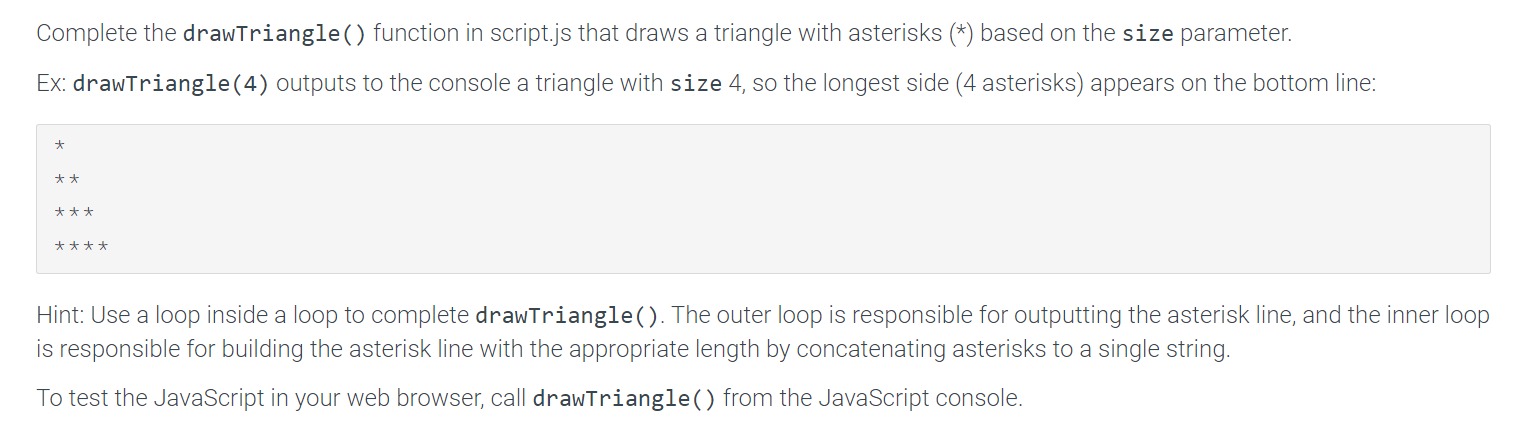 Complete the drawTriangle() function in script.js that draws a triangle with asterisks (*) based on the size parameter.
Ex: drawTriangle(4) outputs to the console a triangle with size 4, so the longest side (4 asterisks) appears on the bottom line:
*
**
***
****
Hint: Use a loop inside a loop to complete drawTriangle(). The outer loop is responsible for outputting the asterisk line, and the inner loop
is responsible for building the asterisk line with the appropriate length by concatenating asterisks to a single string.
To test the JavaScript in your web browser, call drawTriangle() from the JavaScript console.